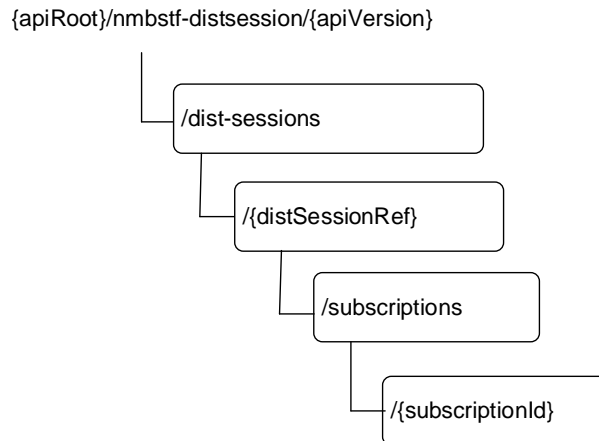 {apiRoot}/nmbstf-distsession/{apiVersion}
/dist-sessions
/{distSessionRef}
/subscriptions
/{subscriptionId}